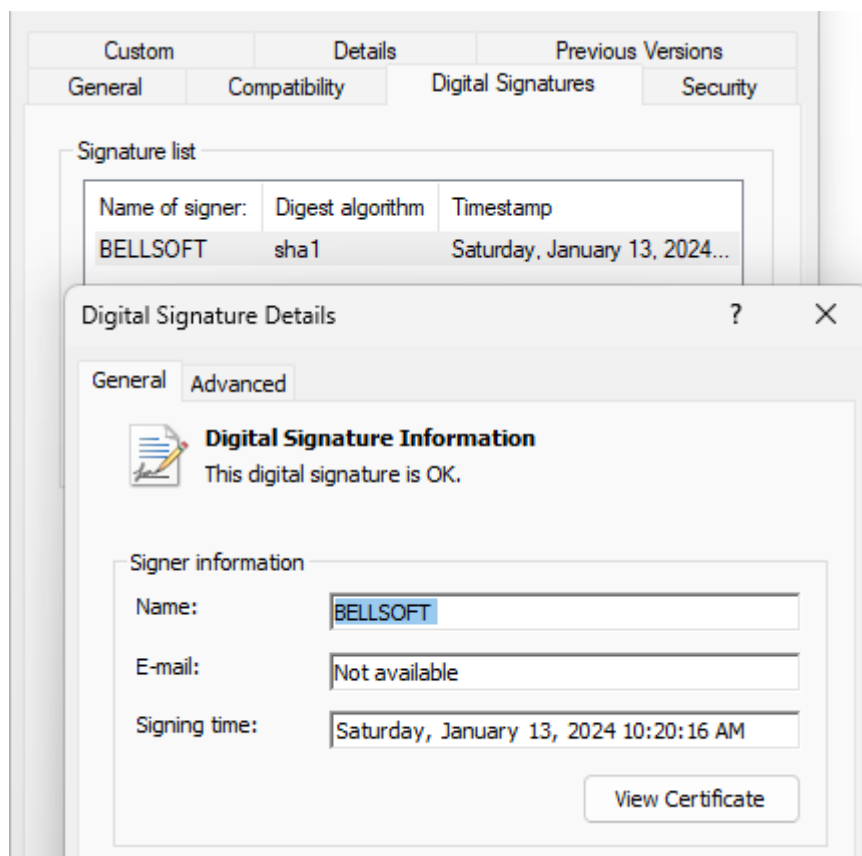 Custom Details Previous Versions
General Compatibility Digital Signatures Security
Signature list
Name of signer: Digest algorithm Timestamp
BELLSOFT sha1 Saturday, January 13, 2024...
Digital Signature Details ?
General Advanced
Digital Signature Information
This digital signature is OK.
Signer information
Name: BELLSOFT
E-mail: Not available
Signing time: Saturday, January 13, 2024 10:20:16 AM
View Certificate